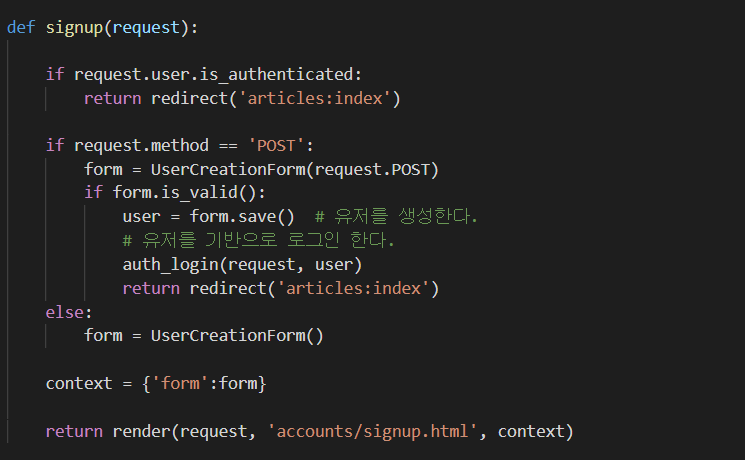 def signup(request):
    if request.user.is_authenticated:
        return redirect('articles:index')
    if request.method == 'POST':
        form = UserCreationForm(request.POST)
        if form.is_valid():
            user = form.save()  # 유저를 생성한다.
            # 유저를 기반으로 로그인 한다.
            auth_login(request, user)
            return redirect('articles:index')
    else:
        form = UserCreationForm()
    context = {'form':form}
    return render(request, 'accounts/signup.html', context)